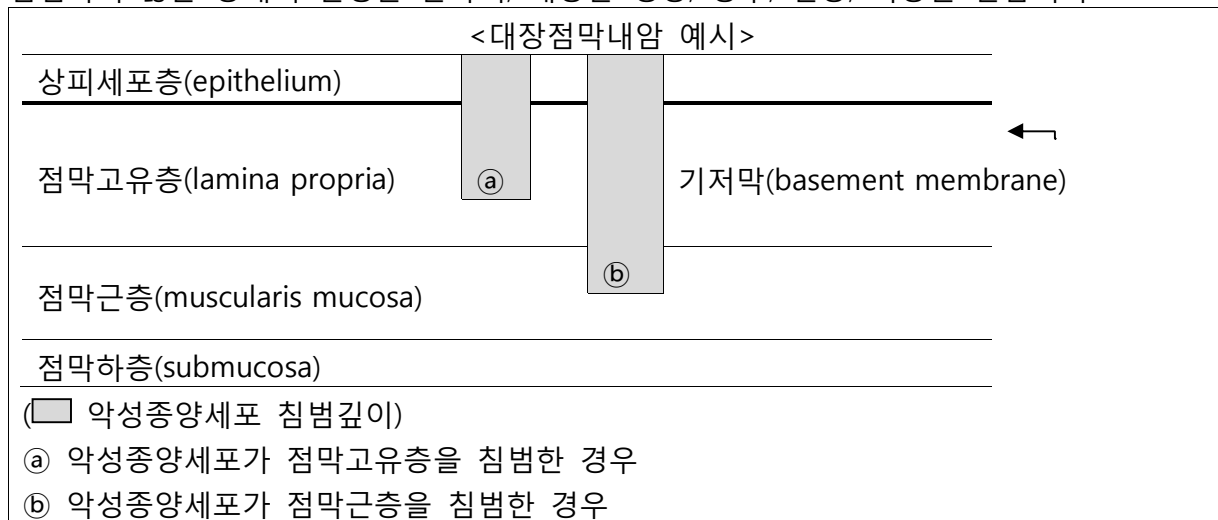 <대장점막내암 예시>
상피세포층(epithelium)
점막고유층(lamina propria)
ⓐ
기저막(basement membrane)
ⓑ
점막근층(muscularis mucosa)
점막하층(submucosa)
( 악성종양세포 침범깊이)
ⓐ 악성종양세포가 점막고유층을 침범한 경우
ⓑ 악성종양세포가 점막근층을 침범한 경우